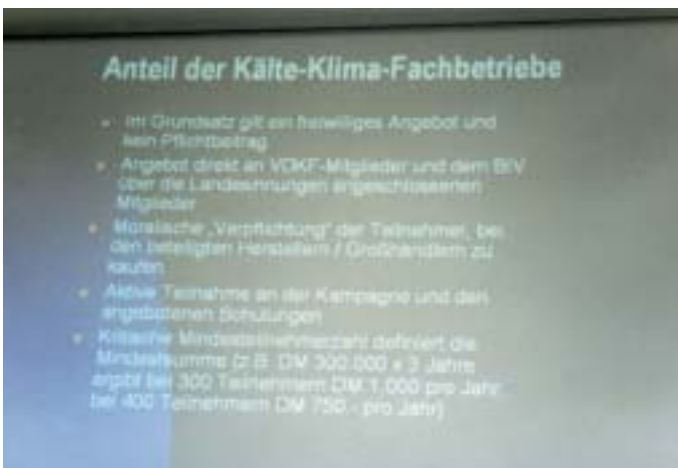 Anteil der Kälte-Klima-Fachbetriebe
Im Grundsatz gilt ein freiwilliges Angebot und
kein Pflichtbeitrag
Angebot direkt an VDKF-Mitglieder und dem BIV
über die Landesinnungen angeschlossenen
Mitglieder
Moralische „Verpflichtung" der Teilnehmer, bei
den beteiligten Herstellern / Großhändlern zu
kaufen
Aktive Teilnahme an der Kampagne und den
angebotenen Schulungen
Kritische Mindestteilnehmerzahl definiert die
Mindestsumme (z.B. DM 300.000 x 3 Jahre
ergibt bei 300 Teilnehmern DM 1.000 pro Jahr
bei 400 Teilnehmern DM 750.- pro Jahr)